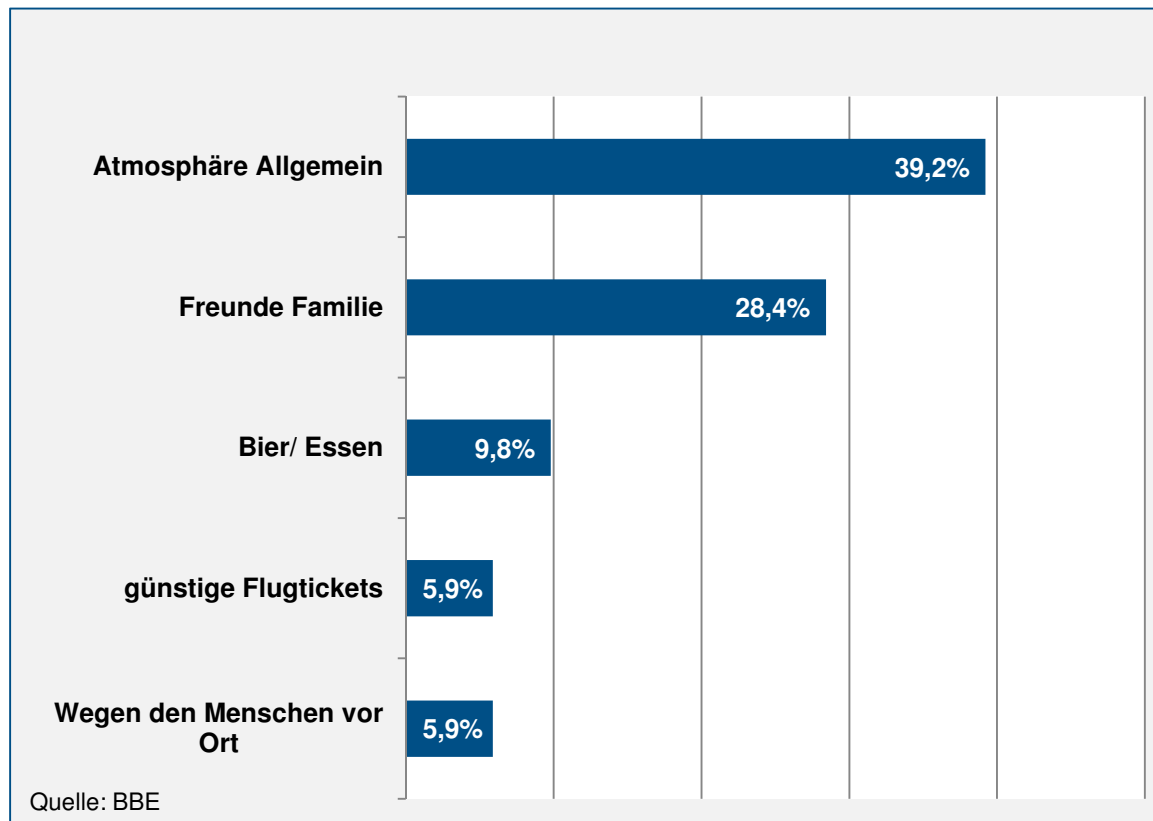 Atmosphäre Allgemein
39,2%
Freunde Familie
28,4%
Bier/ Essen
9,8%
günstige Flugtickets
5,9%
Wegen den Menschen vor
Ort
5,9%
Quelle: BBE